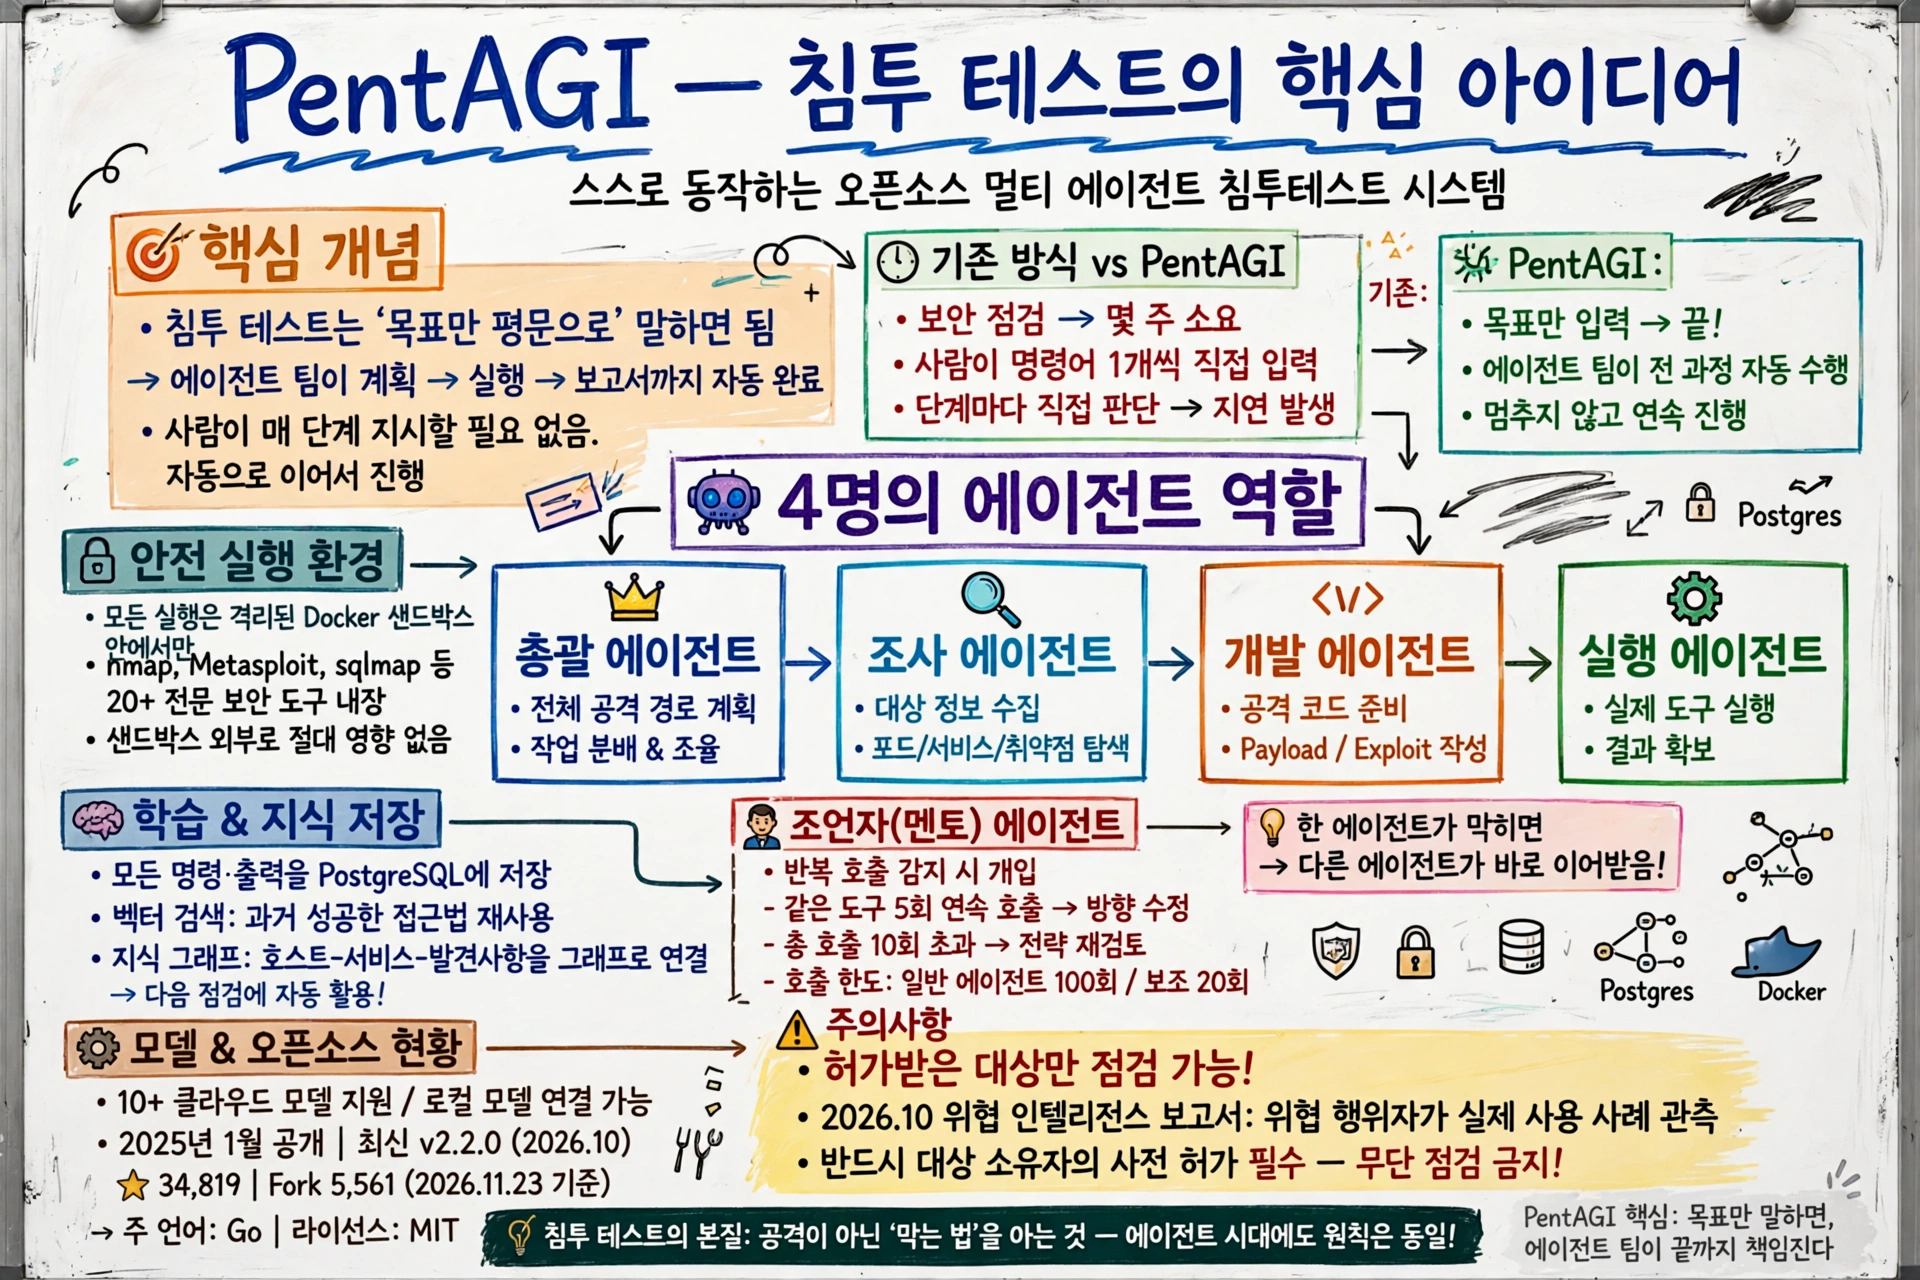 PentAGI — 침투 테스트의 핵심 아이디어
스스로 동작하는 오픈소스 멀티 에이전트 침투테스트 시스템
핵심 개념
• 침투 테스트는 ‘목표만 평문으로’ 말하면 됨
→ 에이전트 팀이 계획 → 실행 → 보고서까지 자동 완료
• 사람이 매 단계 지시할 필요 없음.
자동으로 이어서 진행
기존 방식 vs PentAGI
• 보안 점검 → 몇 주 소요
• 사람이 명령어 1개씩 직접 입력
• 단계마다 직접 판단 → 지연 발생
기존:
PentAGI:
• 목표만 입력 → 끝!
• 에이전트 팀이 전 과정 자동 수행
• 멈추지 않고 연속 진행
4명의 에이전트 역할
Postgres
안전 실행 환경
• 모든 실행은 격리된 Docker 샌드박스
안에서만
• nmap, Metasploit, sqlmap 등
20+ 전문 보안 도구 내장
• 샌드박스 외부로 절대 영향 없음
총괄 에이전트
• 전체 공격 경로 계획
• 작업 분배 & 조율
조사 에이전트
• 대상 정보 수집
• 포드/서비스/취약점 탐색
개발 에이전트
• 공격 코드 준비
• Payload / Exploit 작성
실행 에이전트
• 실제 도구 실행
• 결과 확보
학습 & 지식 저장
• 모든 명령·출력을 PostgreSQL에 저장
• 벡터 검색: 과거 성공한 접근법 재사용
• 지식 그래프: 호스트-서비스-발견사항을 그래프로 연결
→ 다음 점검에 자동 활용!
조언자(멘토) 에이전트
• 반복 호출 감지 시 개입
- 같은 도구 5회 연속 호출 → 방향 수정
- 총 호출 10회 초과 → 전략 재검토
- 호출 한도: 일반 에이전트 100회 / 보조 20회
한 에이전트가 막히면
→ 다른 에이전트가 바로 이어받음!
Postgres
Docker
모델 & 오픈소스 현황
• 10+ 클라우드 모델 지원 / 로컬 모델 연결 가능
• 2025년 1월 공개 | 최신 v2.2.0 (2026.10)
34,819 | Fork 5,561 (2026.11.23 기준)
→ 주 언어: Go | 라이선스: MIT
주의사항
• 허가받은 대상만 점검 가능!
• 2026.10 위협 인텔리전스 보고서: 위협 행위자가 실제 사용 사례 관측
• 반드시 대상 소유자의 사전 허가 필수 — 무단 점검 금지!
침투 테스트의 본질: 공격이 아닌 ‘막는 법’을 아는 것 — 에이전트 시대에도 원칙은 동일!
PentAGI 핵심: 목표만 말하면,
에이전트 팀이 끝까지 책임진다